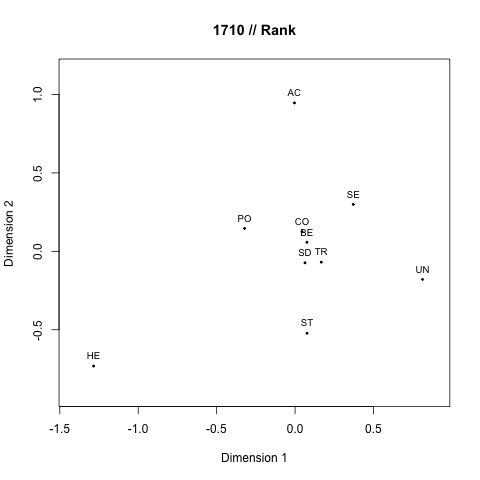 1710 // Rank
AC
SE
PO
CO
BE
SD TR
UN
ST
HE
1.0
0.5
0.0
-0.5
Dimension 2
-1.5 -1.0 -0.5 0.0 0.5
Dimension 1